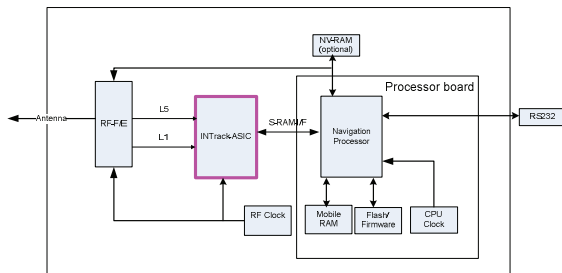 NV-RAM
(optional)
Processor board
L5
Antenna
RF-F/E
INTrack-ASIC
S-RAM-I/F
Navigation
Processor
RS232
L1
RF Clock
Mobile
RAM
Flash/
Firmware
CPU
Clock